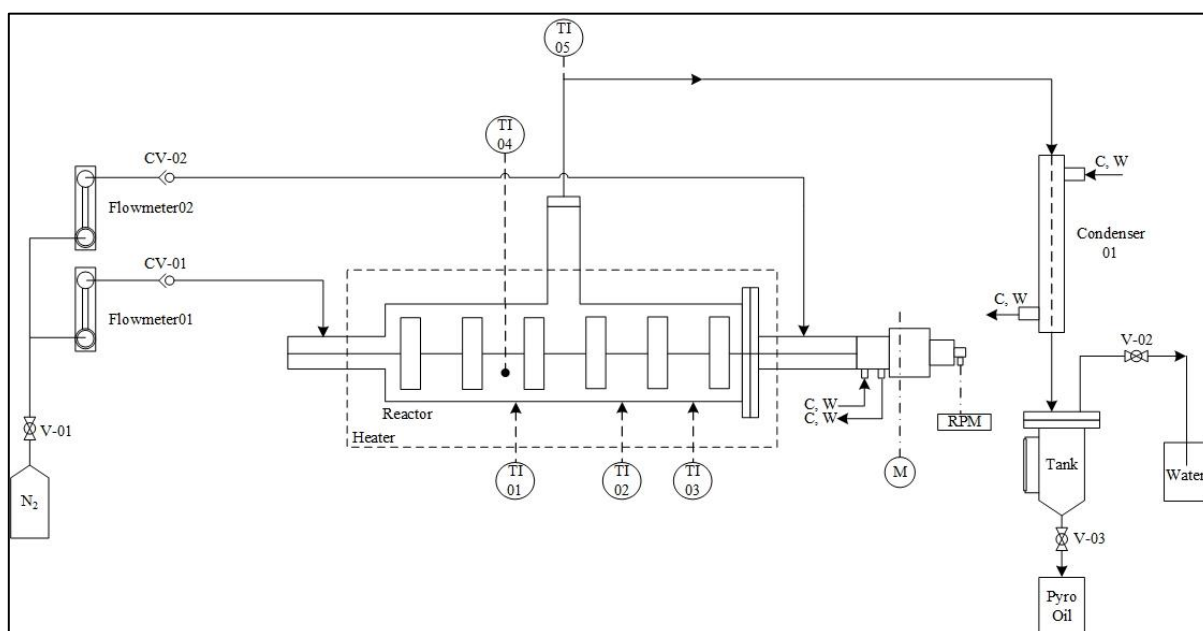 TI
05
TI
04
CV-02
Flowmeter02
CV-01
Flowmeter01
C, W
Condenser
01
C, W
V-02
V-01
N₂
Reactor
Heater
C, W
C, W
RPM
TI
01
TI
02
TI
03
M
Tank
Water
V-03
Pyro
Oil